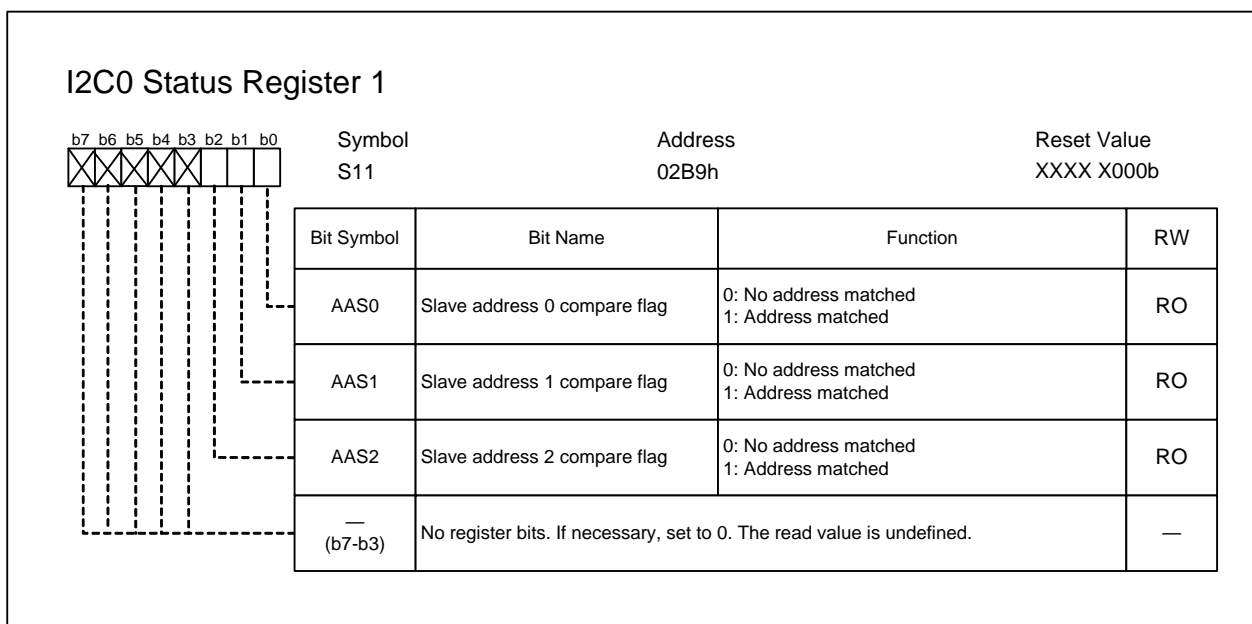 I2C0 Status Register 1
b7 b6 b5 b4 b3 b2 b1 b0
Symbol Address Reset Value
S11 02B9h XXXX X000b
Bit Symbol Bit Name Function RW
AAS0 Slave address 0 compare flag 0: No address matched
1: Address matched RO
AAS1 Slave address 1 compare flag 0: No address matched
1: Address matched RO
AAS2 Slave address 2 compare flag 0: No address matched
1: Address matched RO
—
(b7-b3) No register bits. If necessary, set to 0. The read value is undefined. —